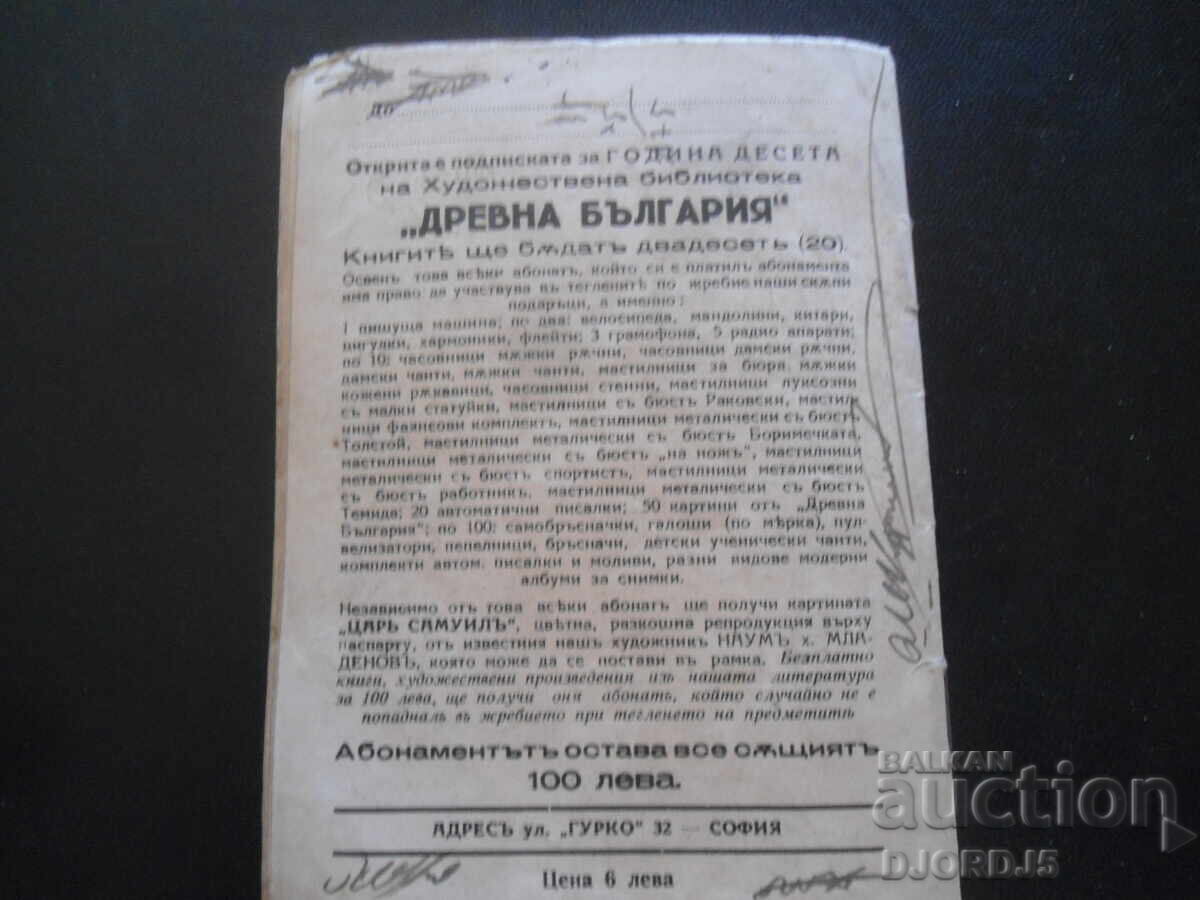 До
Открита е подписката за ГОДИНА ДЕСЕТА
на Художествена библиотека
„ДРЕВНА БЪЛГАРИЯ"
Книгитѣ ще бѫдатъ двадесеть (20).
Освенъ това всѣки абонатъ, който си е платилъ абонамента
има право да участвува въ тегленитѣ по жребие наши скѫпи
подаръци, а именно:
1 пишуща машина; по два: велосипеда, мандолини, китари,
цигулки, хармоники, флейти; 3 грамофона, 5 радио апарати;
по 10: часовници мѫжки рѫчни, часовници дамски рѫчни,
дамски чанти, мѫжки чанти, мастилници за бюра, мѫжки
кожени рѫкавици, часовници стенни, мастилници луксозни
съ малки статуйки, мастилници съ бюстъ Раковски, мастил-
ници фаянсови комплектъ, мастилници металически съ бюстъ
Толстой, мастилници металически съ бюстъ Боримечката,
мастилници металически съ бюстъ „на ножъ", мастилници
металически съ бюстъ спортистъ, мастилници металически
съ бюстъ работникъ, мастилници металически съ бюстъ
Темида; 20 автоматични писалки; 50 картини отъ „Древна
България"; по 100: самобръсначки, галоши (по мѣрка), пул-
велизатори, пепелници, бръсначи, детски ученически чанти,
комплекти автом. писалки и моливи, разни видове модерни
албуми за снимки.
Независимо отъ това всѣки абонатъ ще получи картината
„ЦАРЬ САМУИЛЪ", цвѣтна, разкошна репродукция върху
паспарту, отъ известния нашъ художникъ НАУМЪ х. МЛА-
ДЕНОВЪ, която може да се постави въ рамка. Безплатно
книги, художествени произведения изъ нашата литература
за 100 лева, ще получи оня абонатъ, който случайно не е
попадналъ въ жребието при тегленето на предметитѣ
Абонаментътъ остава все сѫщиятъ
100 лева.
АДРЕСЪ ул. „ГУРКО" 32 — СОФИЯ
Цена 6 лева
BALKAN
auction
DJORDJ5